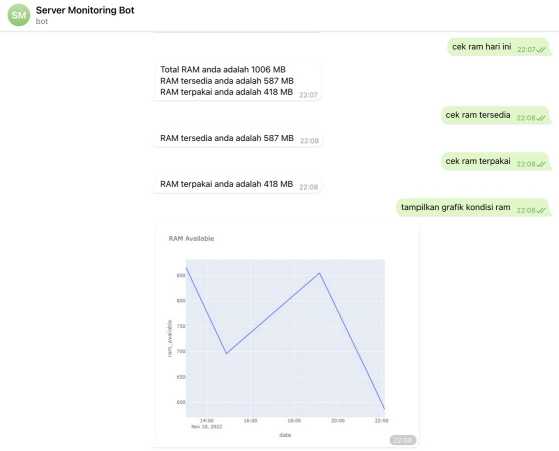 SM
Server Monitoring Bot
bot
cek ram hari ini 22:07
Total RAM anda adalah 1006 MB
RAM tersedia anda adalah 587 MB
RAM terpakai anda adalah 418 MB 22:07
cek ram tersedia 22:08
RAM tersedia anda adalah 587 MB 22:08
cek ram terpakai 22:08
RAM terpakai anda adalah 418 MB 22:08
tampilkan grafik kondisi ram 22:08
RAM Available
850
800
750
700
650
600
ram_available
14:00
16:00
18:00
20:00
22:00
Nov 10, 2022
date